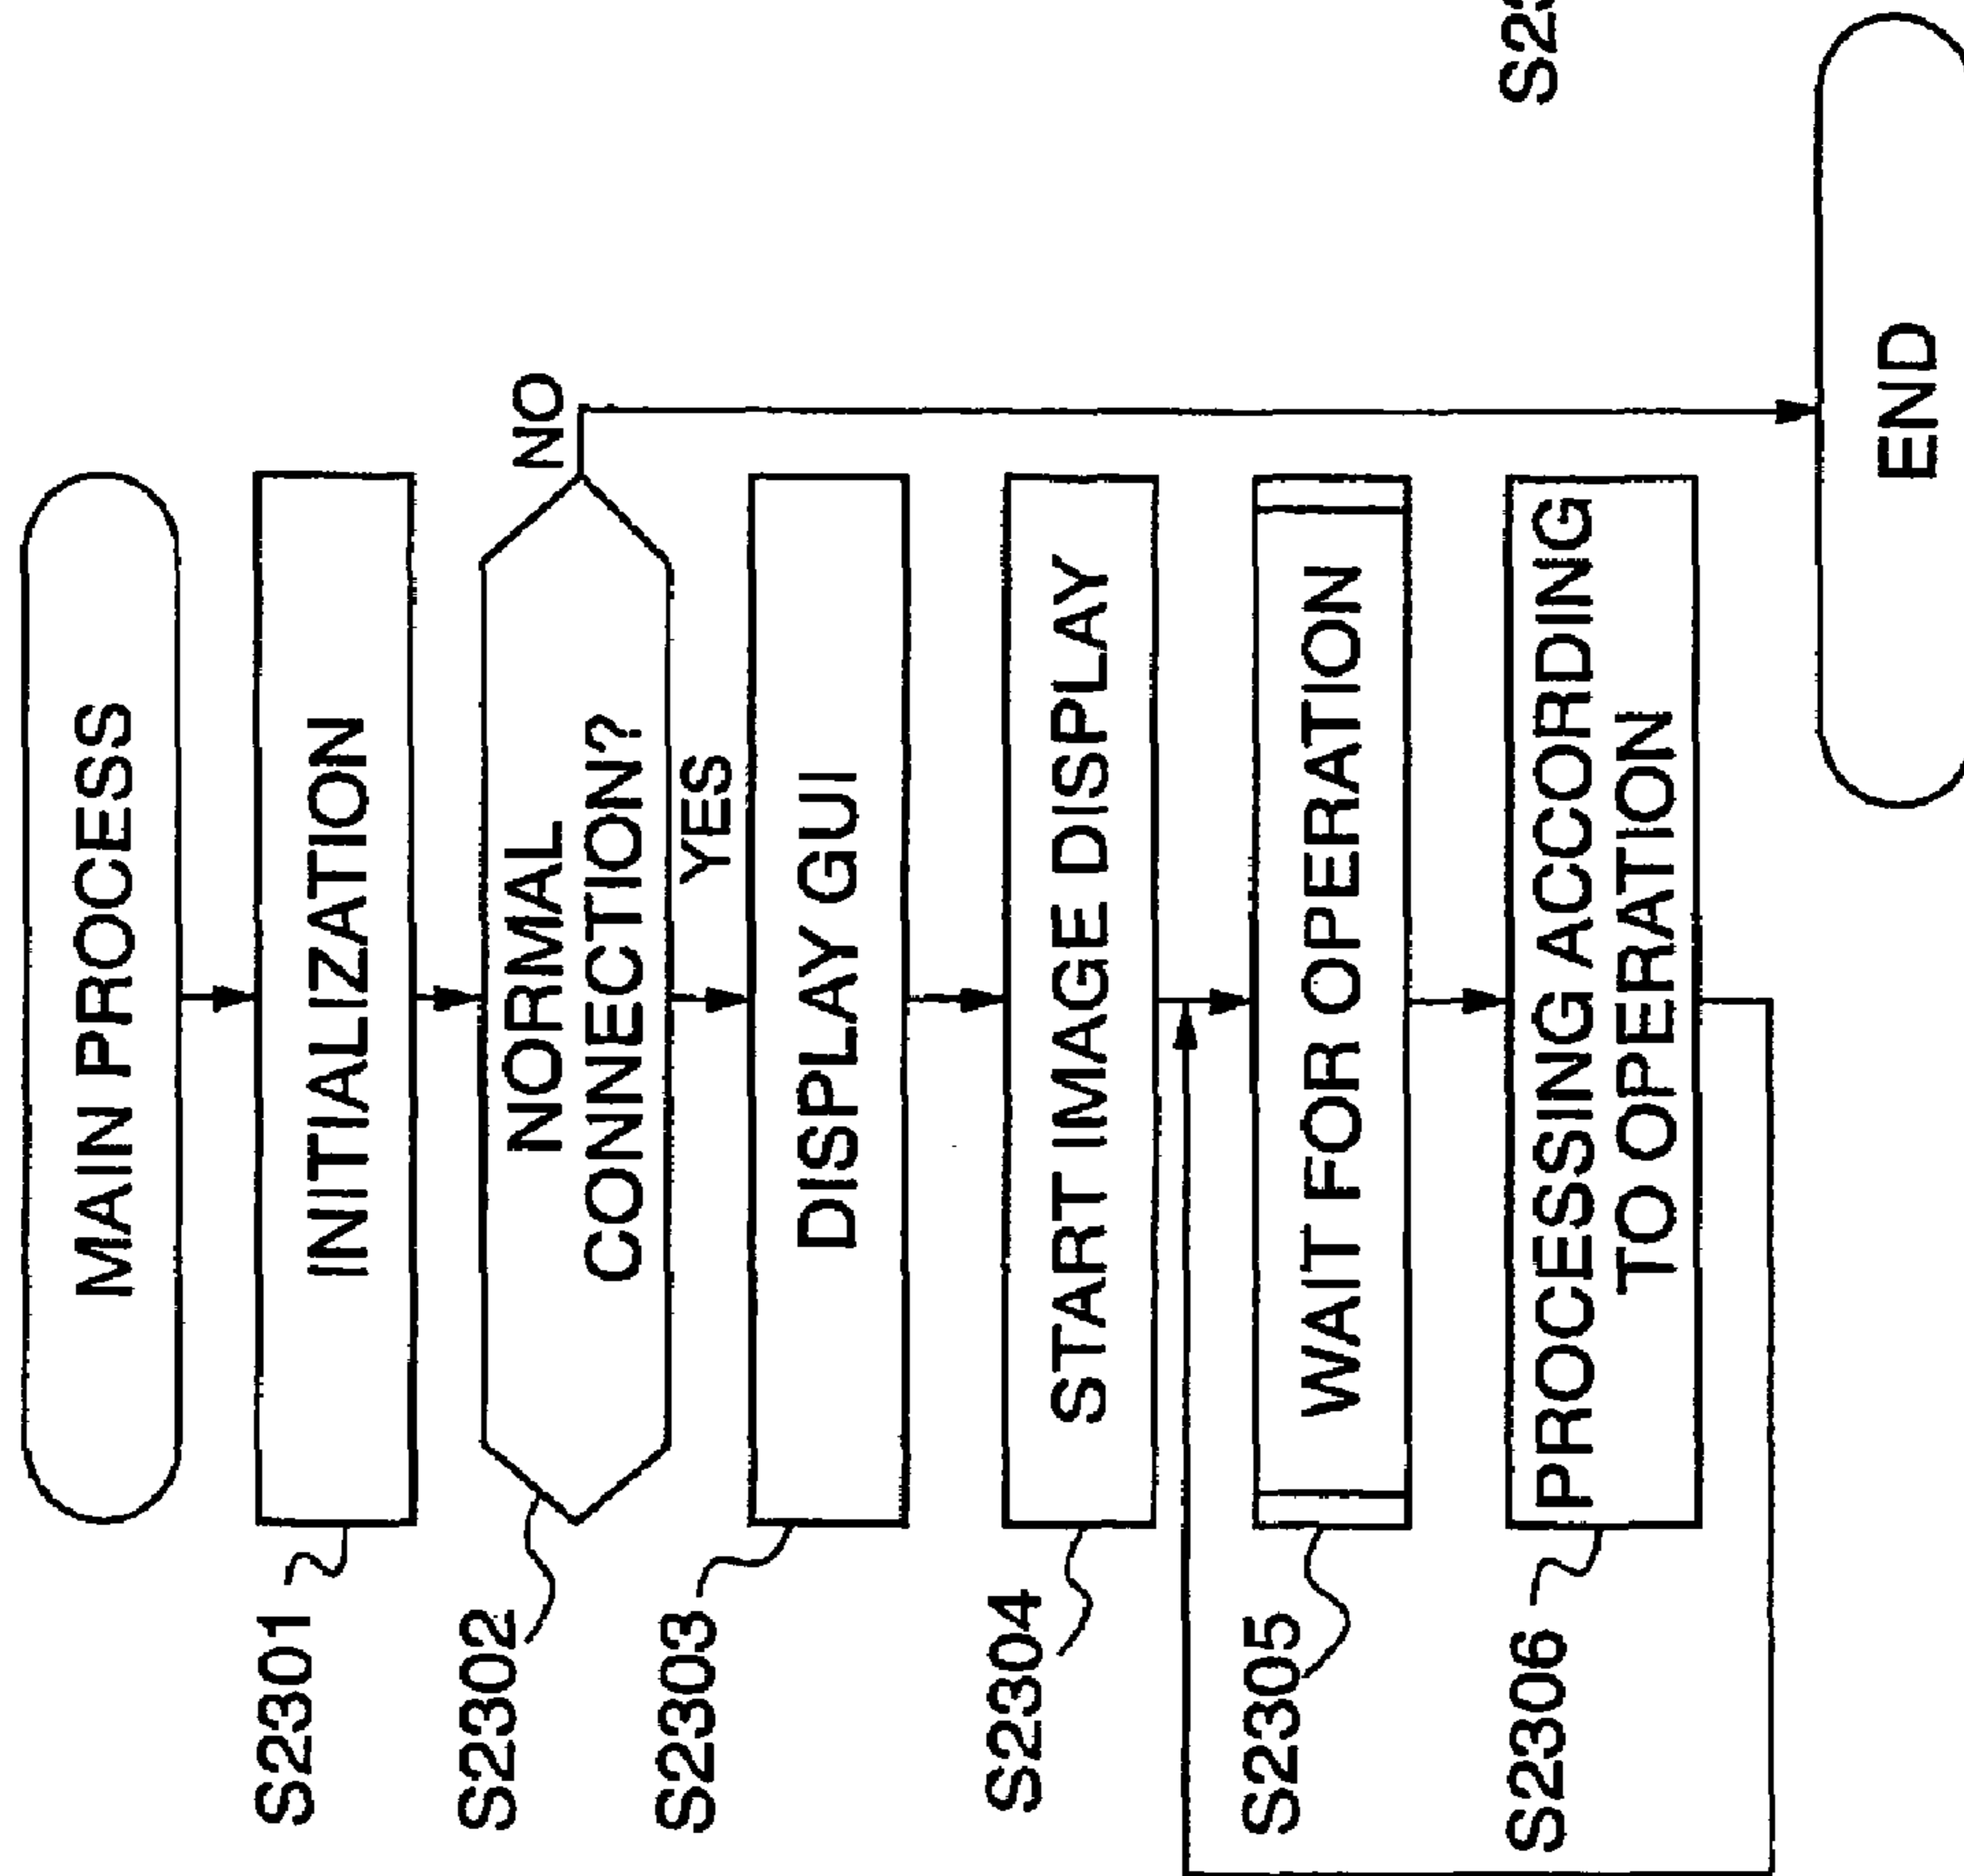 MAIN PROCESS
S2301
INITIALIZATION
S2302
NORMAL
CONNECTION?
NO
YES
S2303
DISPLAY GUI
S2304
START IMAGE DISPLAY
S2305
WAIT FOR OPERATION
S2306
PROCESSING ACCORDING
TO OPERATION
END